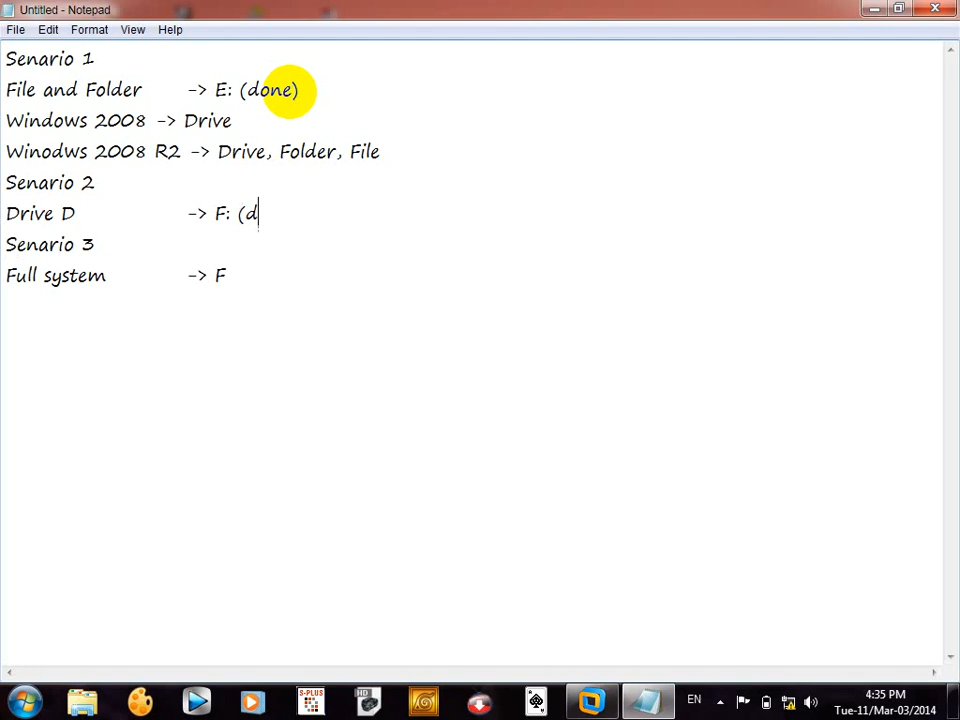 Untitled - Notepad
File Edit Format View Help
Senario 1
File and Folder -> E: (done)
Windows 2008 -> Drive
Winodws 2008 R2 -> Drive, Folder, File
Senario 2
Drive D -> F: (d
Senario 3
Full system -> F
S-PLUS
HD
EN
4:35 PM
Tue-11/Mar-03/2014